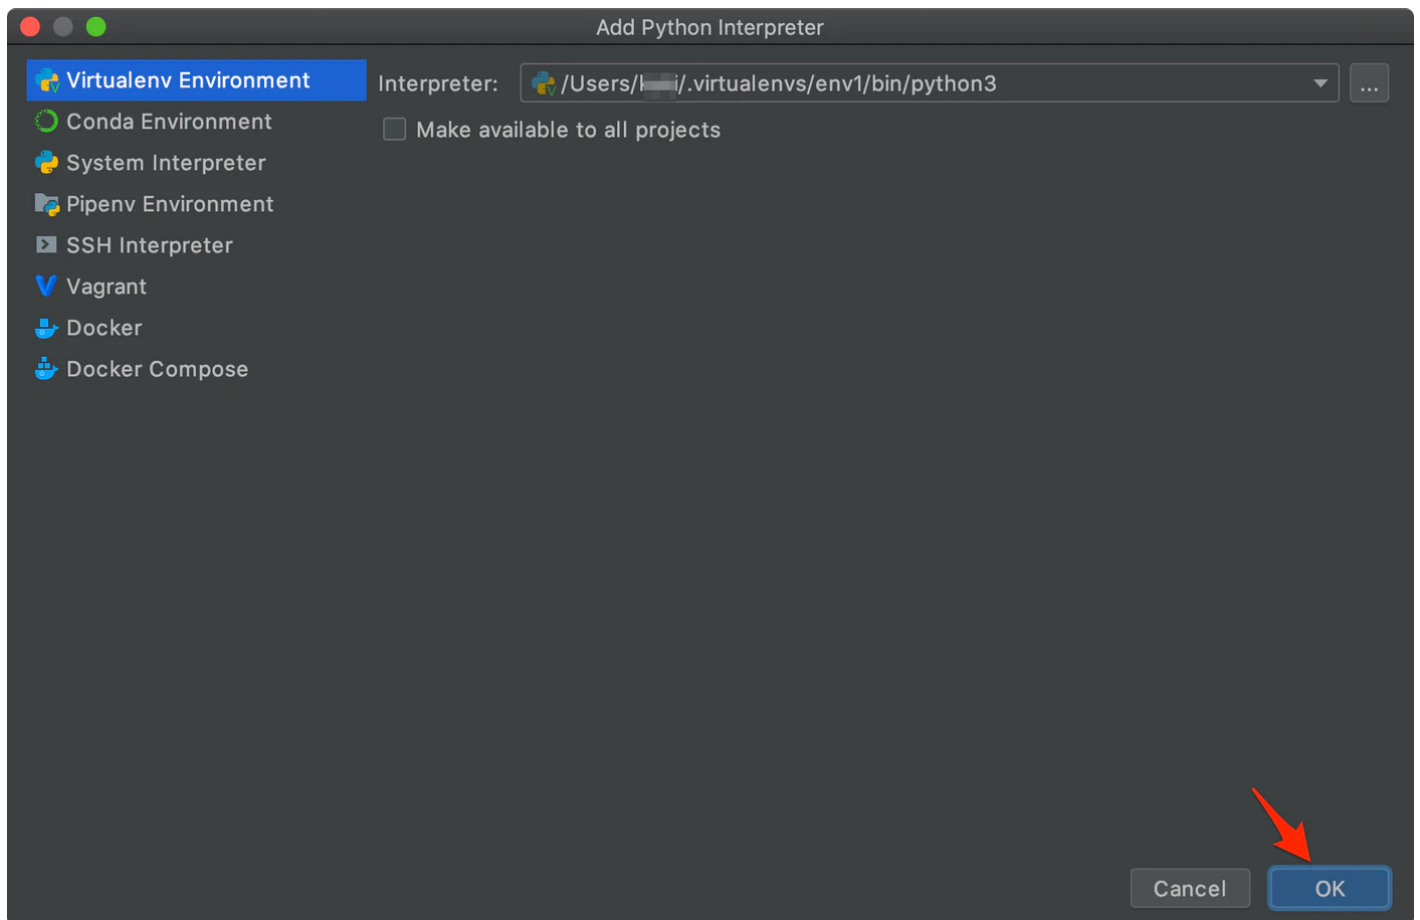 Add Python Interpreter
Virtualenv Environment
Conda Environment
System Interpreter
Pipenv Environment
SSH Interpreter
Vagrant
Docker
Docker Compose
Interpreter: /Users/ /.virtualenvs/env1/bin/python3 ...
Make available to all projects
Cancel OK